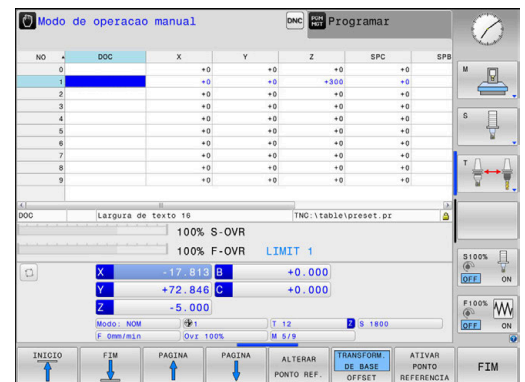 Modo de operacao manual DNC PGM MGT Programar
NO DOC X Y Z SPC SPB
0 +0 +0 +0 +0
1 +0 +0 +300 +0
2 +0 +0 +0 +0
3 +0 +0 +0 +0
4 +0 +0 +0 +0
5 +0 +0 +0 +0
6 +0 +0 +0 +0
7 +0 +0 +0 +0
8 +0 +0 +0 +0
9 +0 +0 +0 +0
DOC Largura de texto 16 TNC:\table\preset.pr
100% S-OVR
100% F-OVR LIMIT 1
X -17.813 B +0.000
Y +72.846 C +0.000
Z -5.000
Modo: NOM 1 T 12 Z S 1800
F 0mm/min Ovr 100% M 5/9
INICIO
FIM
PAGINA
PAGINA
ALTERAR
PONTO REF.
TRANSFORM.
DE BASE
OFFSET
ATIVAR
PONTO
REFERENCIA
FIM
M
S
T
S100%
OFF ON
F100%
OFF ON